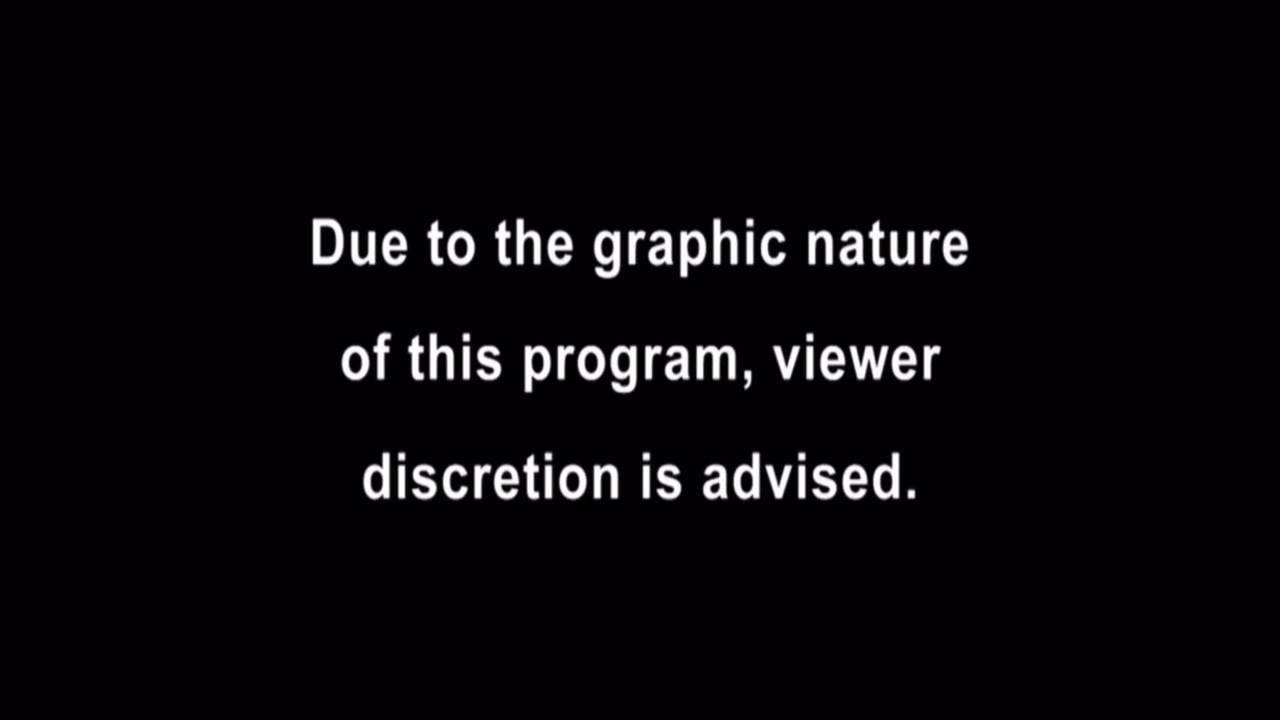 Due to the graphic nature
of this program, viewer
discretion is advised.